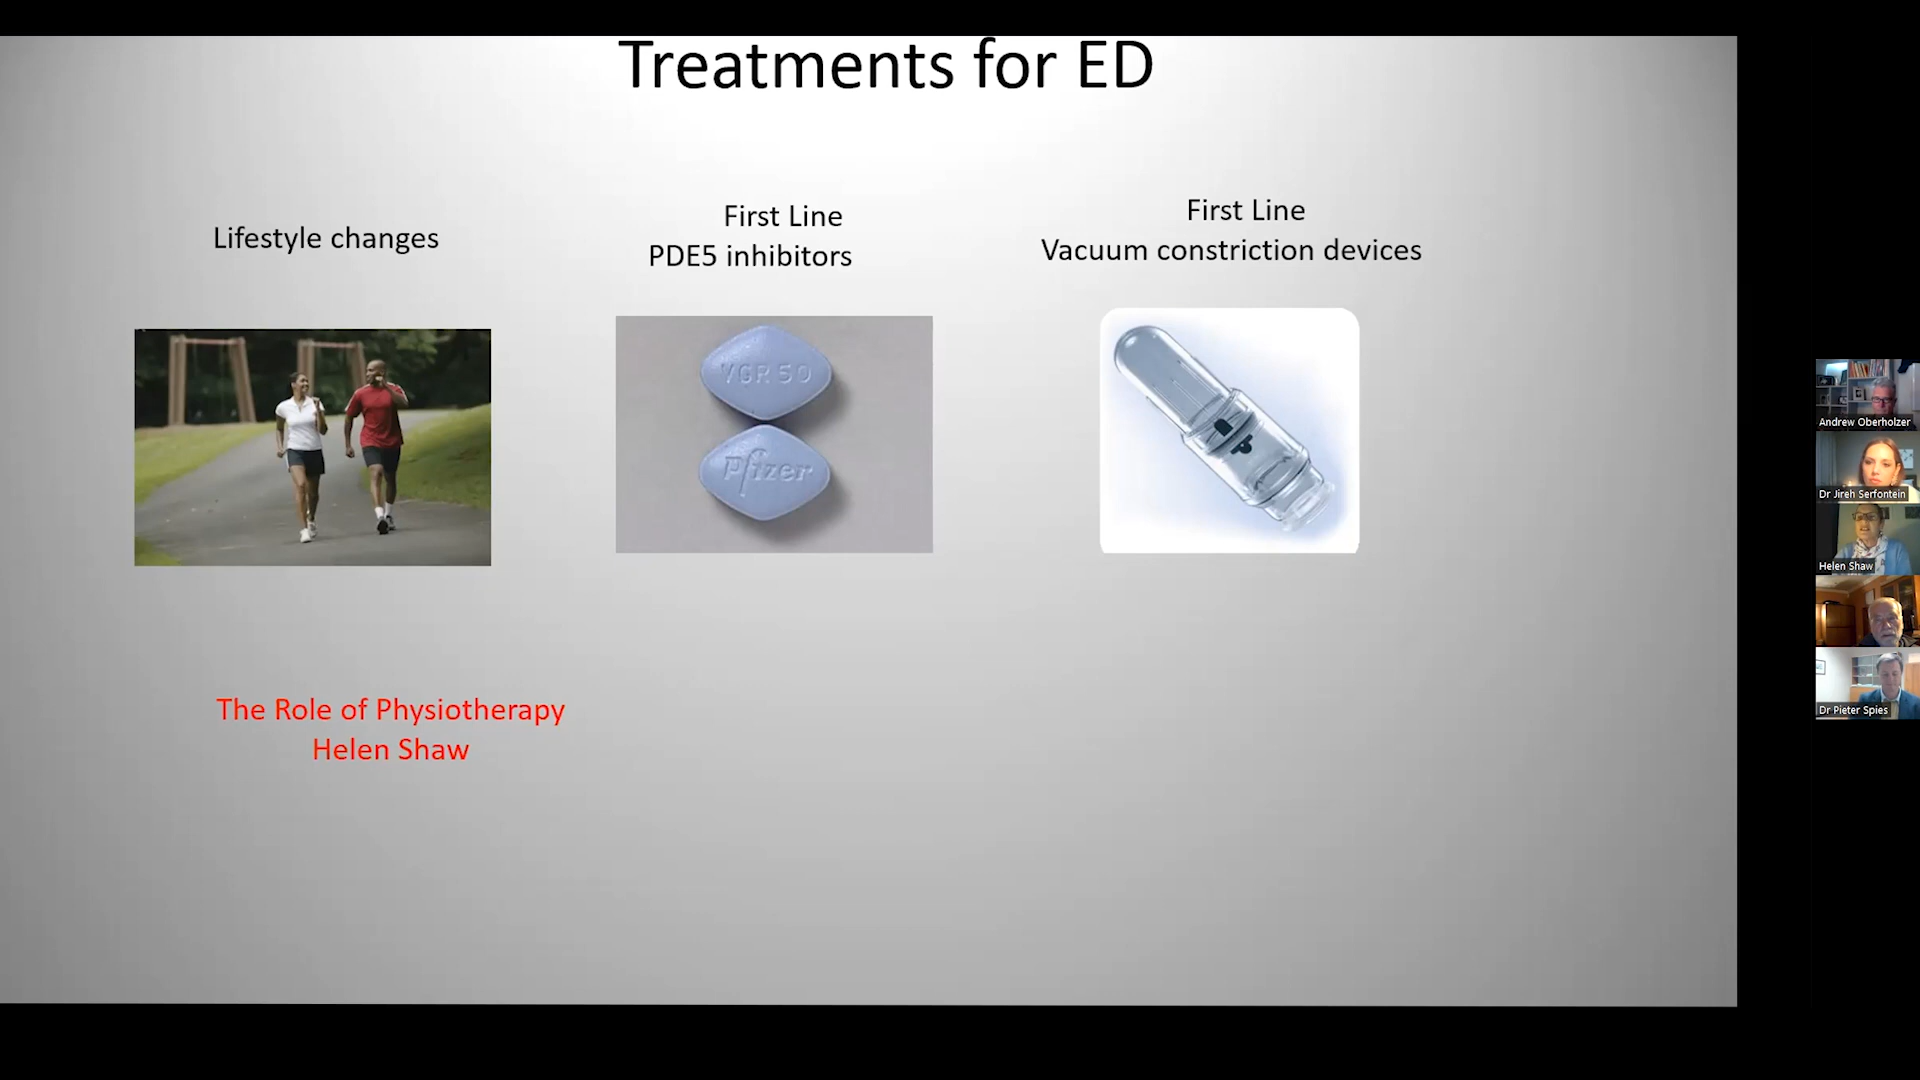 Treatments for ED
Lifestyle changes
First Line
PDE5 inhibitors
First Line
Vacuum constriction devices
VGR 50
Pfizer
The Role of Physiotherapy
Helen Shaw
Andrew Oberholzer
Dr Jireh Serfontein
Helen Shaw
Dr Pieter Spies